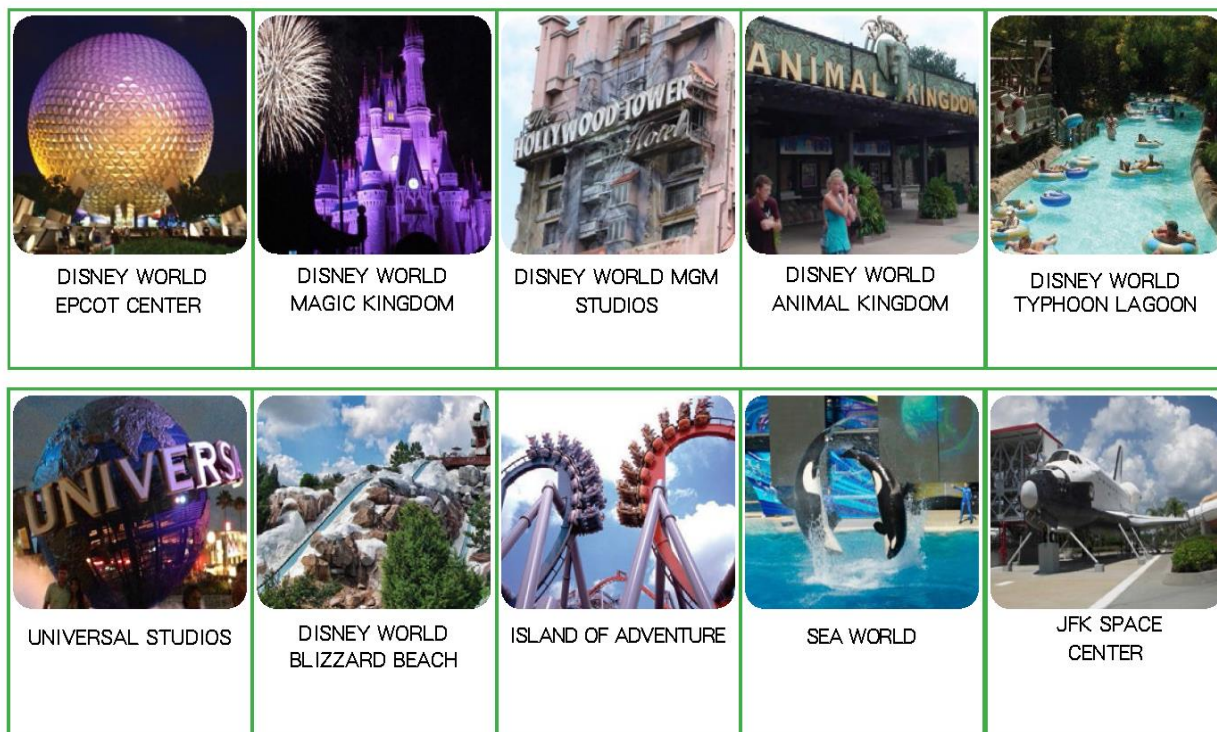 The
HOLLYWOOD TOWER
Hotel
ANIMAL KINGDOM
DISNEY WORLD
EPCOT CENTER
DISNEY WORLD
MAGIC KINGDOM
DISNEY WORLD MGM
STUDIOS
DISNEY WORLD
ANIMAL KINGDOM
DISNEY WORLD
TYPHOON LAGOON
UNIVERSA
UNIVERSAL STUDIOS
DISNEY WORLD
BLIZZARD BEACH
ISLAND OF ADVENTURE
SEA WORLD
JFK SPACE
CENTER